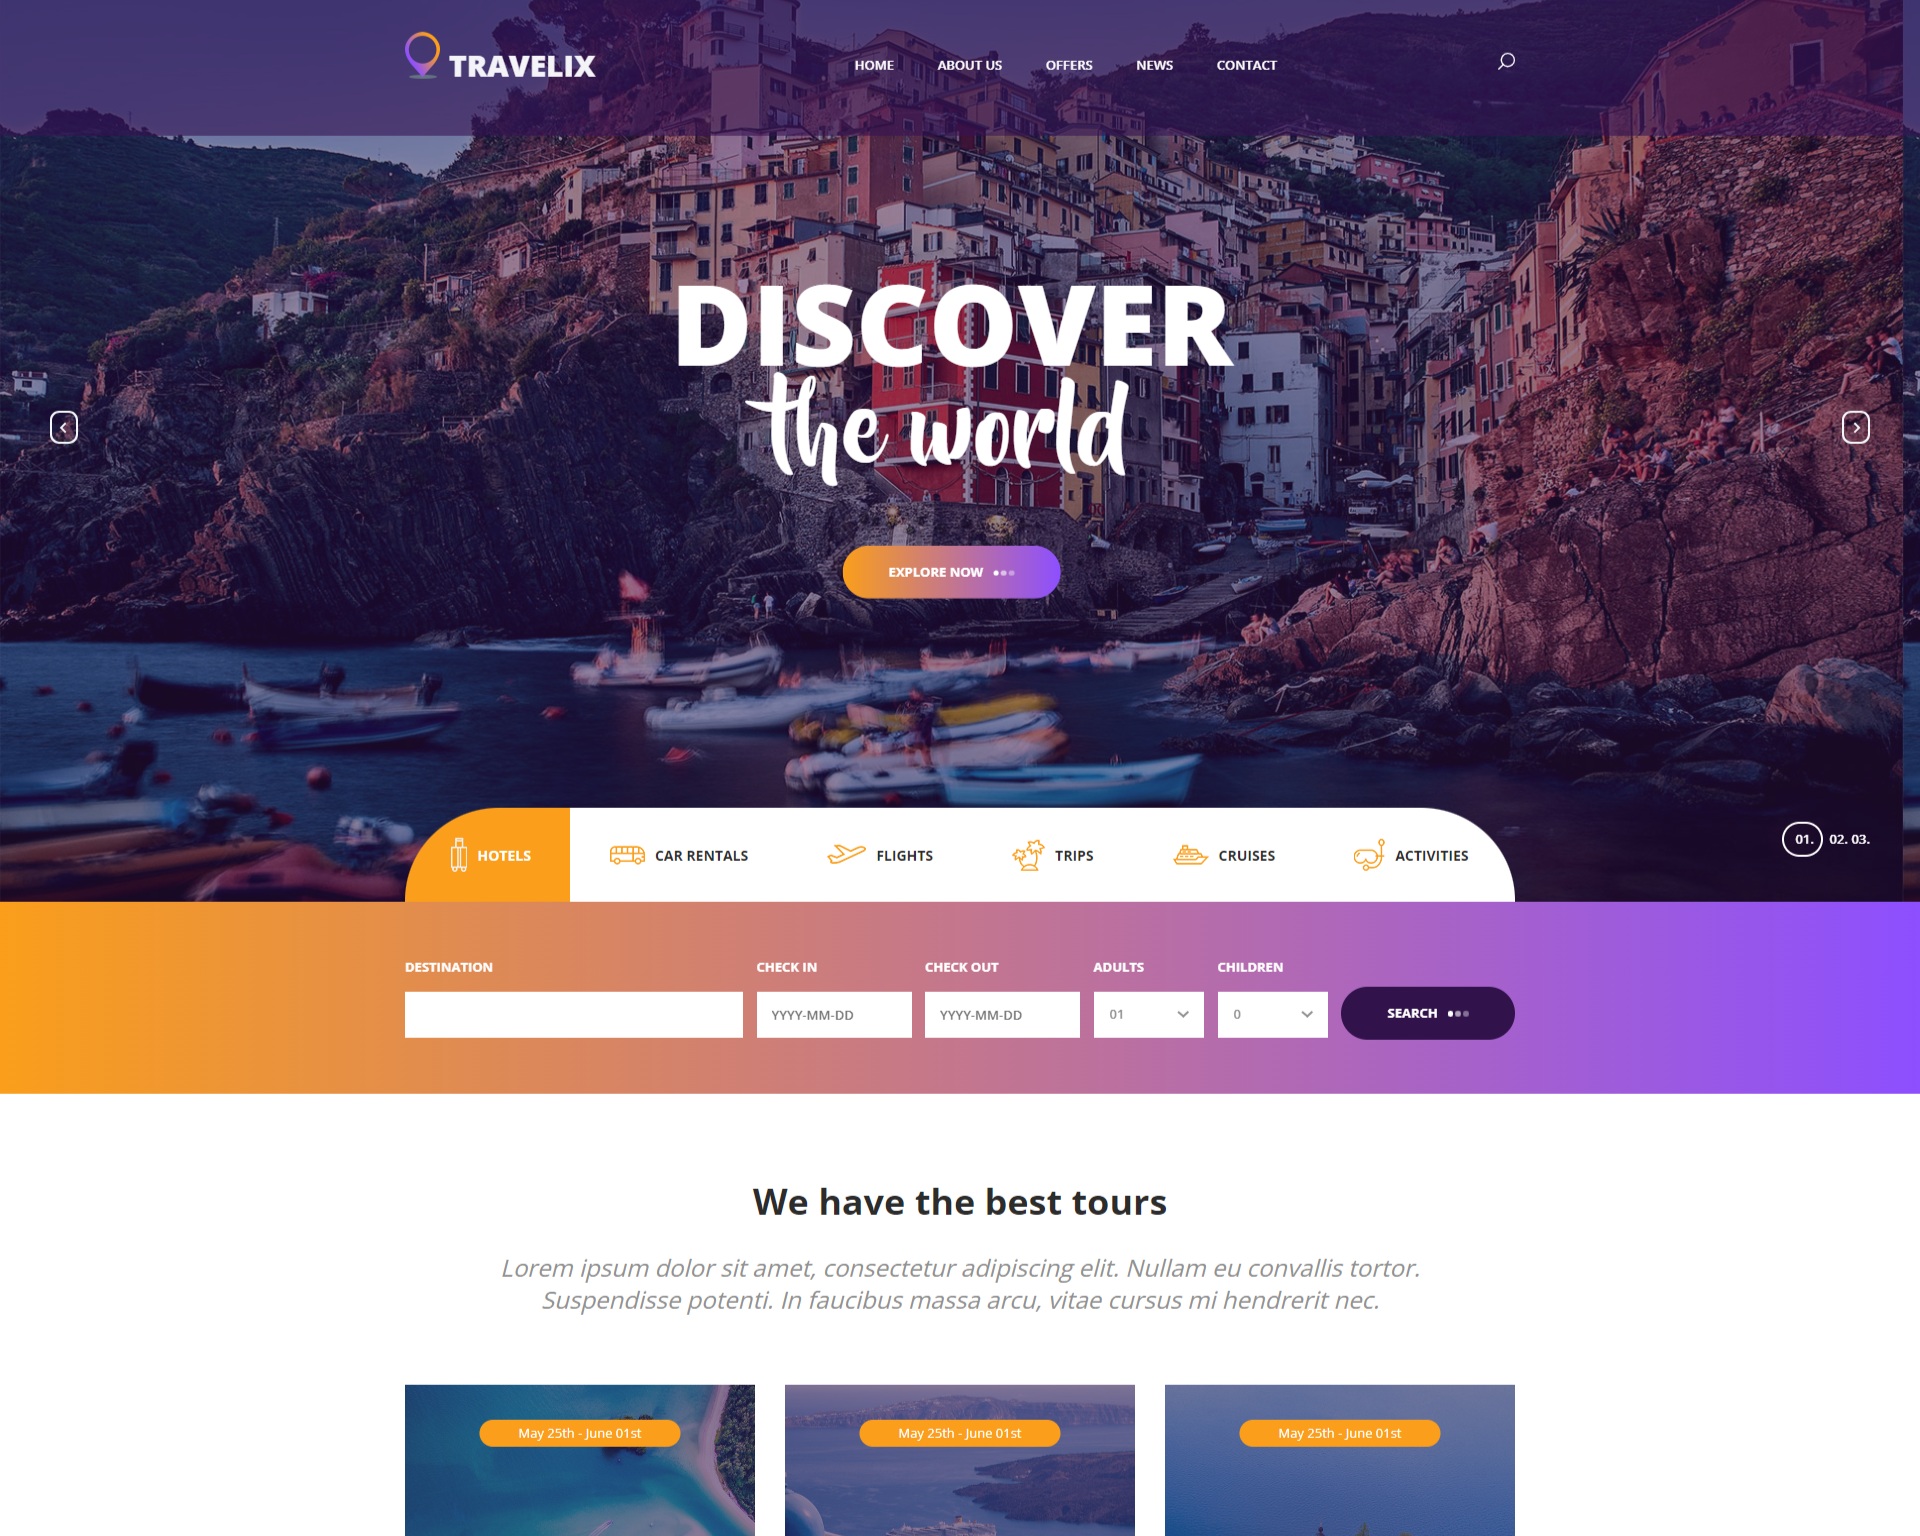 TRAVELIX
HOME ABOUT US OFFERS NEWS CONTACT
DISCOVER
the world
EXPLORE NOW
01. 02. 03.
HOTELS CAR RENTALS FLIGHTS TRIPS CRUISES ACTIVITIES
DESTINATION CHECK IN CHECK OUT ADULTS CHILDREN
YYYY-MM-DD YYYY-MM-DD 01 0 SEARCH
We have the best tours
Lorem ipsum dolor sit amet, consectetur adipiscing elit. Nullam eu convallis tortor.
Suspendisse potenti. In faucibus massa arcu, vitae cursus mi hendrerit nec.
May 25th - June 01st May 25th - June 01st May 25th - June 01st